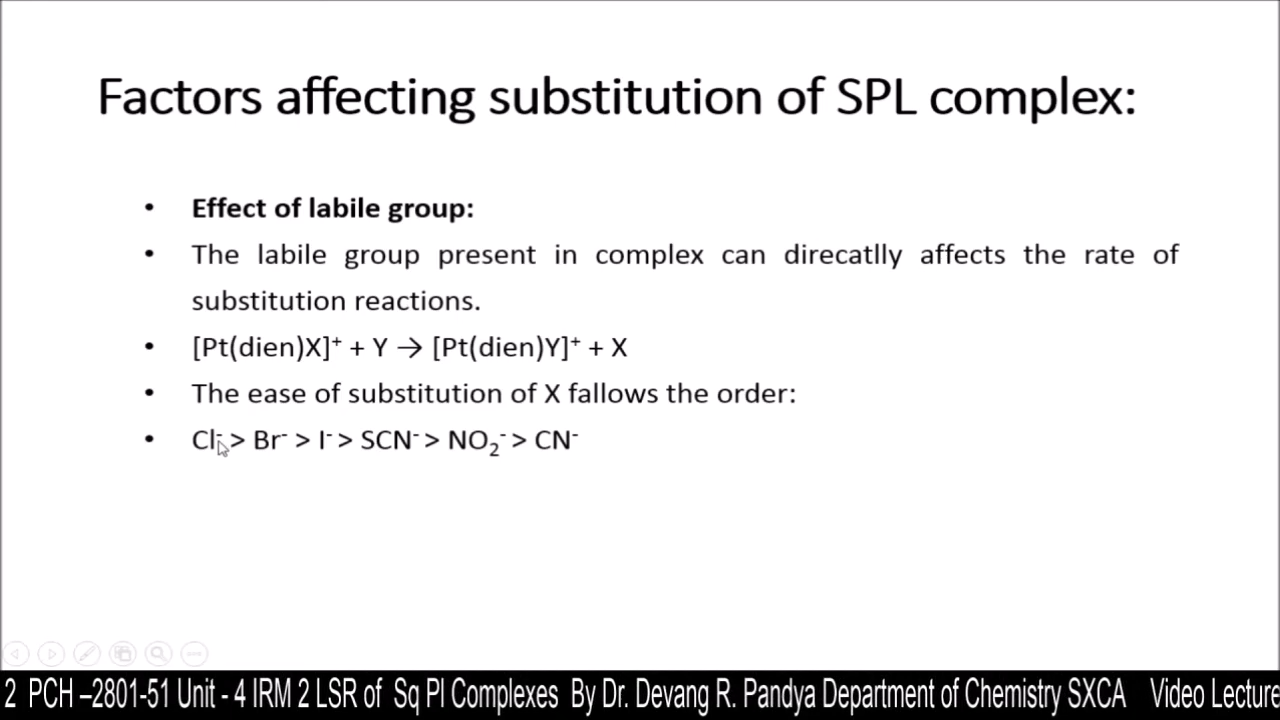 Factors affecting substitution of SPL complex:
• Effect of labile group:
• The labile group present in complex can direcatlly affects the rate of
substitution reactions.
• [Pt(dien)X]⁺ + Y → [Pt(dien)Y]⁺ + X
• The ease of substitution of X fallows the order:
• Cl⁻ > Br⁻ > I⁻ > SCN⁻ > NO₂⁻ > CN⁻
2 PCH –2801-51 Unit - 4 IRM 2 LSR of Sq Pl Complexes By Dr. Devang R. Pandya Department of Chemistry SXCA Video Lecture